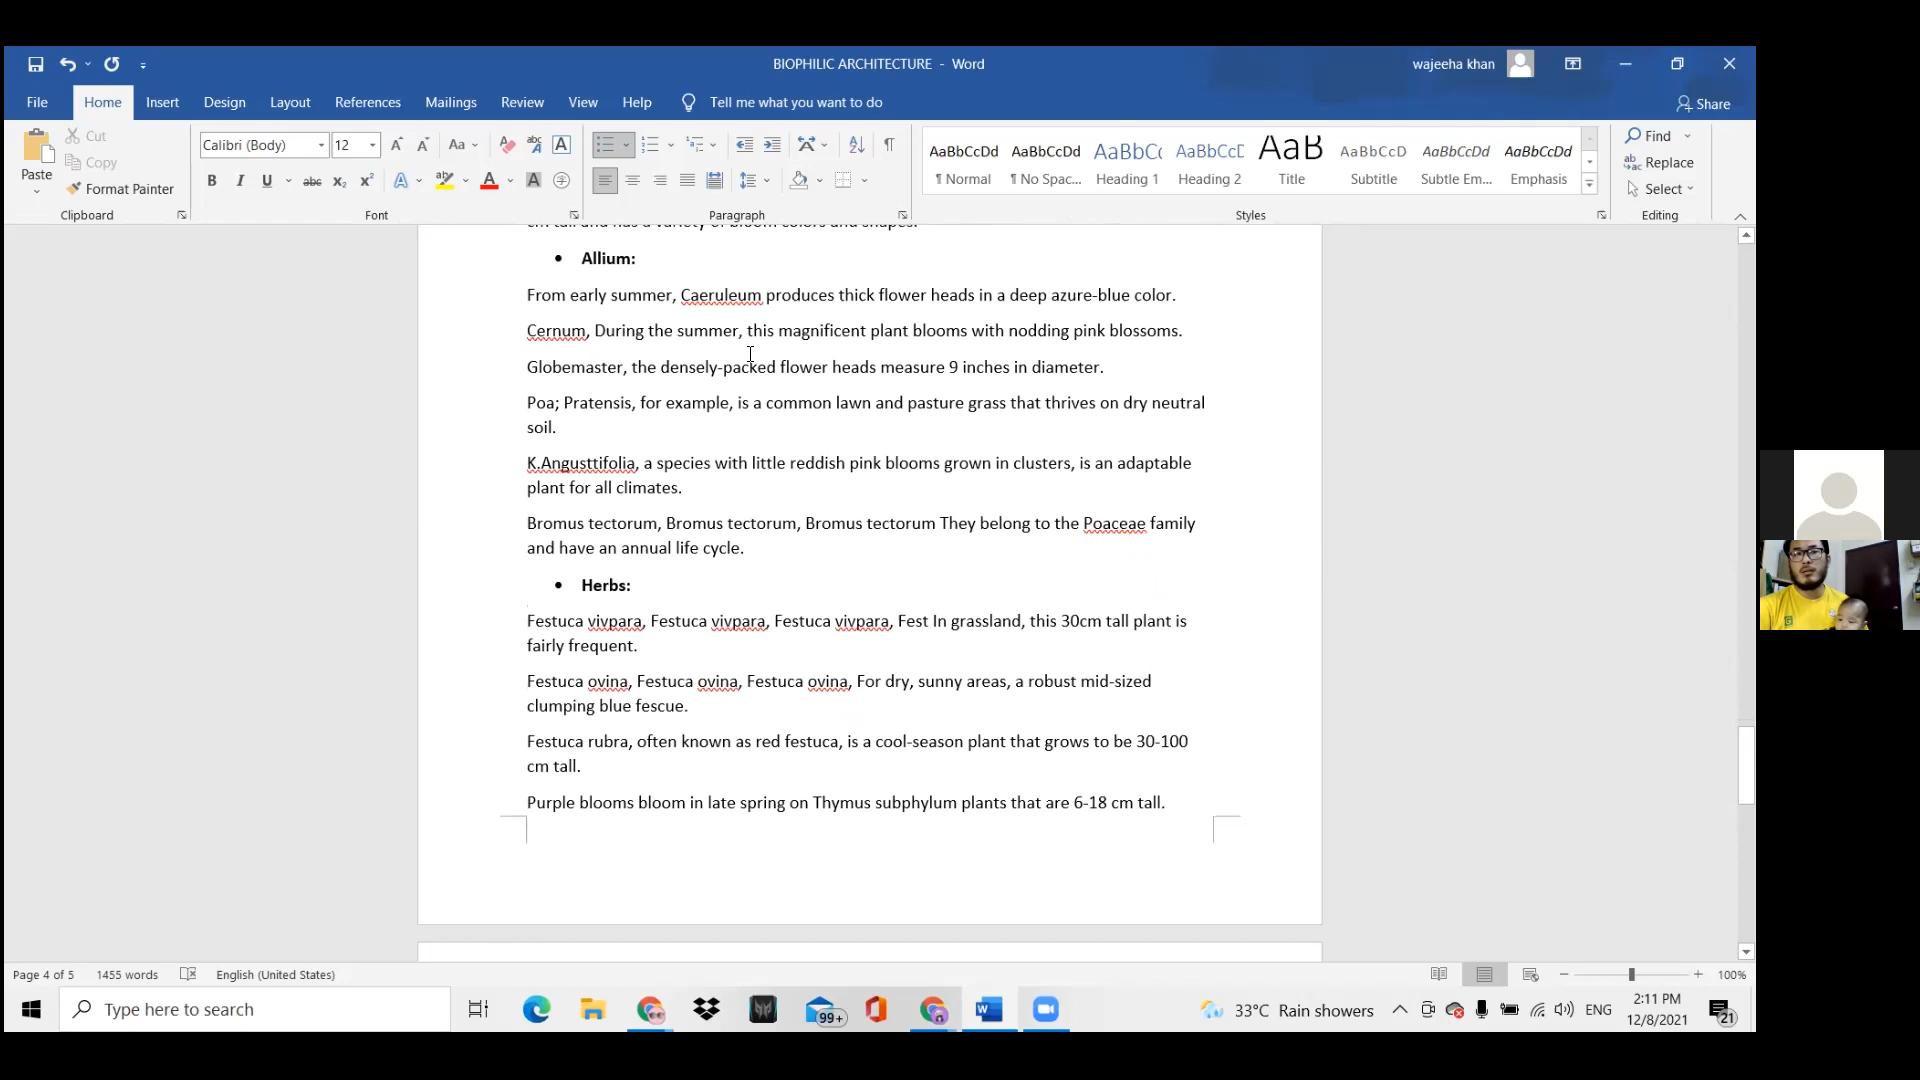 BIOPHILIC ARCHITECTURE - Word
wajeeha khan
File Home Insert Design Layout References Mailings Review View Help Tell me what you want to do
Share
Paste
Cut
Copy
Format Painter
Clipboard
Calibri (Body) 12
Font
Paragraph
AaBbCcDd AaBbCcDd AaBbCc AaBbCcC AaB AaBbCcD AaBbCcDd AaBbCcDd
¶ Normal ¶ No Spac... Heading 1 Heading 2 Title Subtitle Subtle Em... Emphasis
Styles
Find
Replace
Select
Editing
cm tall and has a variety of bloom colors and shapes.
• Allium:
From early summer, Caeruleum produces thick flower heads in a deep azure-blue color.
Cernum, During the summer, this magnificent plant blooms with nodding pink blossoms.
Globemaster, the densely-packed flower heads measure 9 inches in diameter.
Poa; Pratensis, for example, is a common lawn and pasture grass that thrives on dry neutral
soil.
K.Angusttifolia, a species with little reddish pink blooms grown in clusters, is an adaptable
plant for all climates.
Bromus tectorum, Bromus tectorum, Bromus tectorum They belong to the Poaceae family
and have an annual life cycle.
• Herbs:
Festuca vivpara, Festuca vivpara, Festuca vivpara, Fest In grassland, this 30cm tall plant is
fairly frequent.
Festuca ovina, Festuca ovina, Festuca ovina, For dry, sunny areas, a robust mid-sized
clumping blue fescue.
Festuca rubra, often known as red festuca, is a cool-season plant that grows to be 30-100
cm tall.
Purple blooms bloom in late spring on Thymus subphylum plants that are 6-18 cm tall.
Page 4 of 5 1455 words English (United States)
100%
Type here to search
99+
33°C Rain showers
ENG
2:11 PM
12/8/2021
21